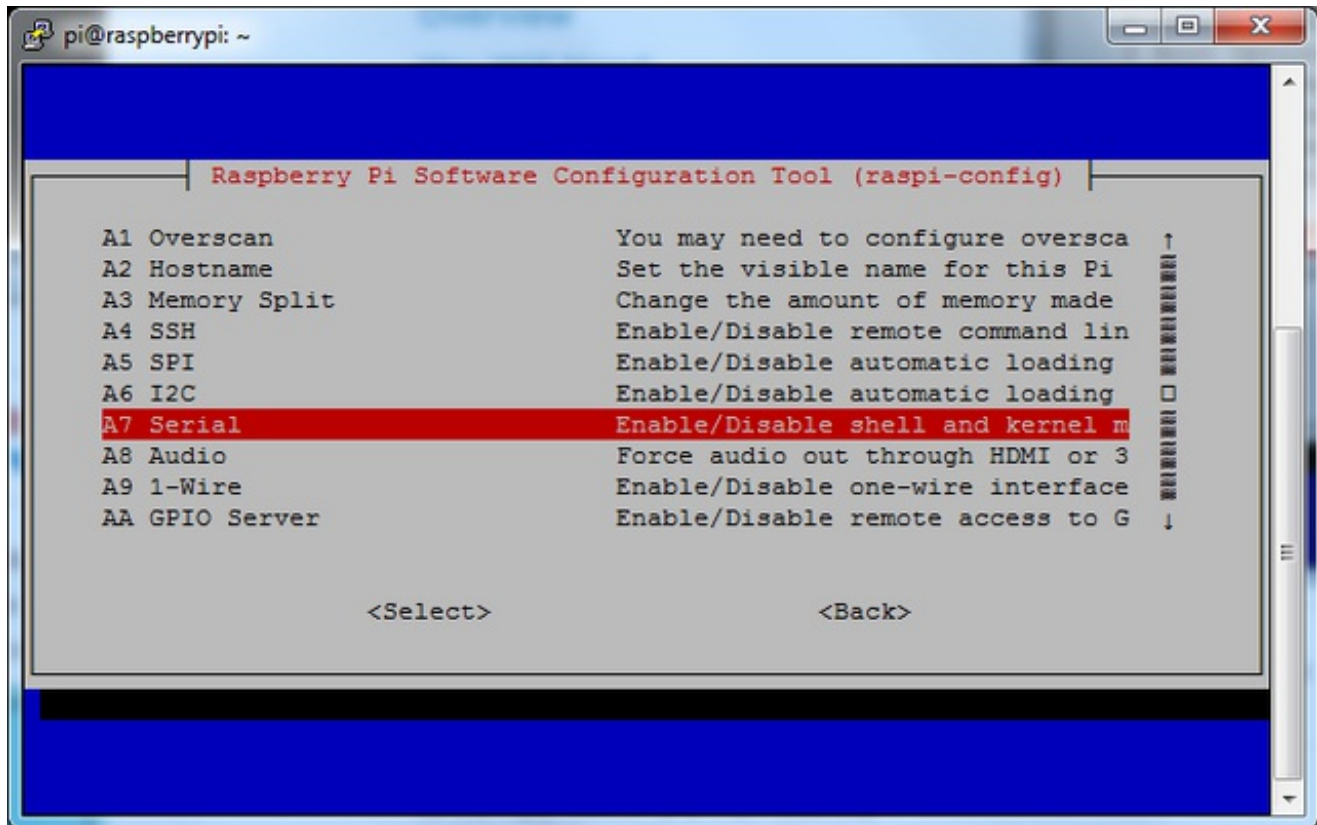 pi@raspberrypi: ~
Raspberry Pi Software Configuration Tool (raspi-config)
A1 Overscan You may need to configure oversca
A2 Hostname Set the visible name for this Pi
A3 Memory Split Change the amount of memory made
A4 SSH Enable/Disable remote command lin
A5 SPI Enable/Disable automatic loading
A6 I2C Enable/Disable automatic loading
A7 Serial Enable/Disable shell and kernel m
A8 Audio Force audio out through HDMI or 3
A9 1-Wire Enable/Disable one-wire interface
AA GPIO Server Enable/Disable remote access to G
<Select> <Back>